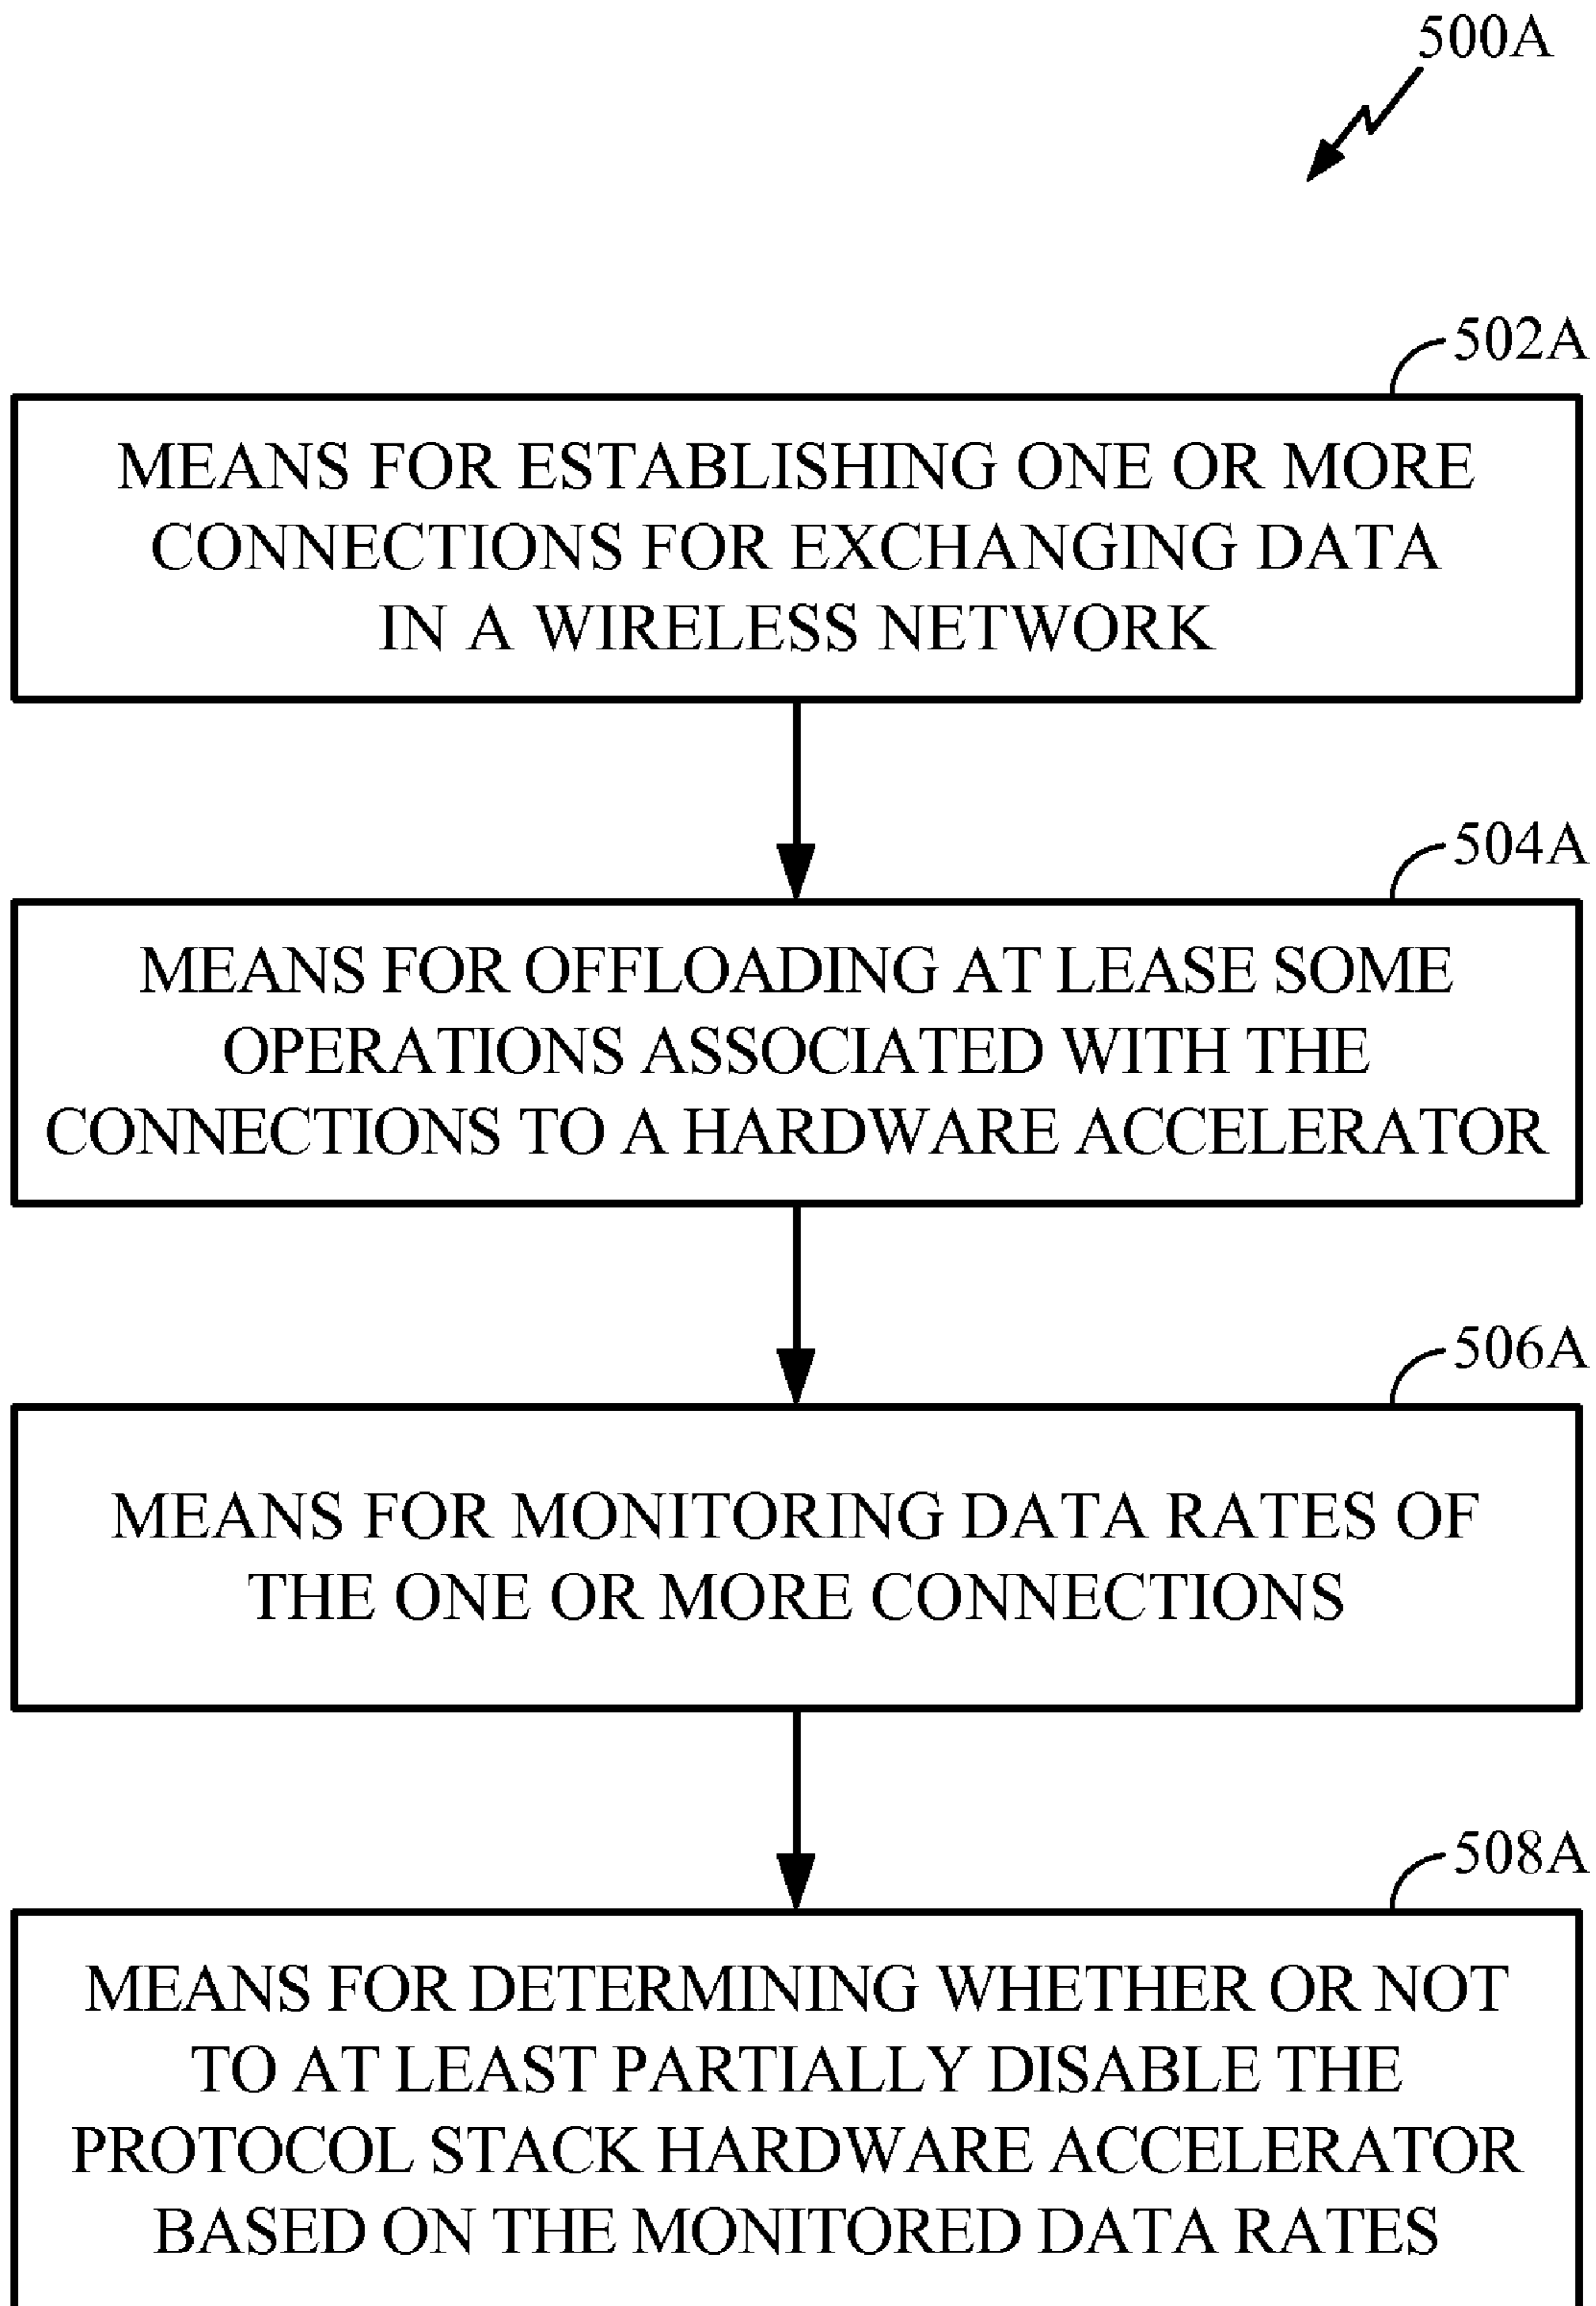 500A
502A
MEANS FOR ESTABLISHING ONE OR MORE
CONNECTIONS FOR EXCHANGING DATA
IN A WIRELESS NETWORK
504A
MEANS FOR OFFLOADING AT LEASE SOME
OPERATIONS ASSOCIATED WITH THE
CONNECTIONS TO A HARDWARE ACCELERATOR
506A
MEANS FOR MONITORING DATA RATES OF
THE ONE OR MORE CONNECTIONS
508A
MEANS FOR DETERMINING WHETHER OR NOT
TO AT LEAST PARTIALLY DISABLE THE
PROTOCOL STACK HARDWARE ACCELERATOR
BASED ON THE MONITORED DATA RATES